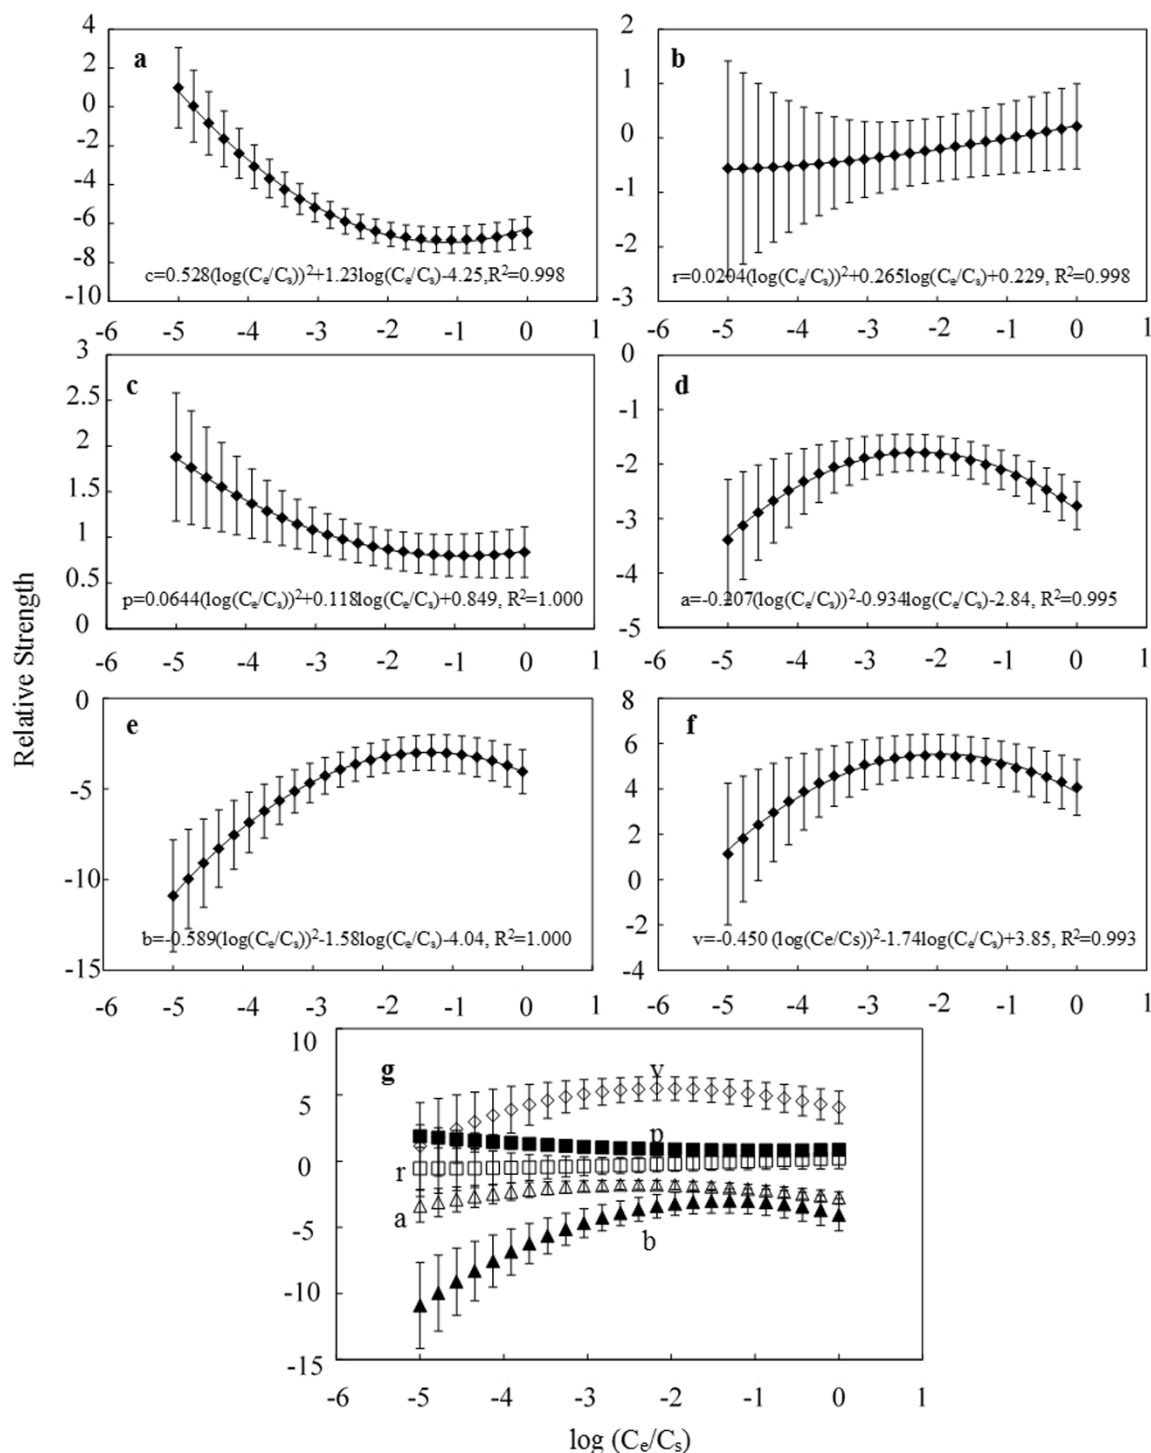 a
4
2
0
-2
-4
-6
-8
-10
c=0.528(log(Ce/Cs))2+1.23log(Ce/Cs)-4.25,R2=0.998
-6 -5 -4 -3 -2 -1 0 1
b
2
1
0
-1
-2
-3
r=0.0204(log(Ce/Cs))2+0.265log(Ce/Cs)+0.229, R2=0.998
-6 -5 -4 -3 -2 -1 0 1
c
3
2.5
2
1.5
1
0.5
0
p=0.0644(log(Ce/Cs))2+0.118log(Ce/Cs)+0.849, R2=1.000
-6 -5 -4 -3 -2 -1 0 1
d
0
-1
-2
-3
-4
-5
a=-0.207(log(Ce/Cs))2-0.934log(Ce/Cs)-2.84, R2=0.995
-6 -5 -4 -3 -2 -1 0 1
Relative Strength
e
0
-5
-10
-15
b=-0.589(log(Ce/Cs))2-1.58log(Ce/Cs)-4.04, R2=1.000
-6 -5 -4 -3 -2 -1 0 1
f
8
6
4
2
0
-2
-4
v=-0.450 (log(Ce/Cs))2-1.74log(Ce/Cs)+3.85, R2=0.993
-6 -5 -4 -3 -2 -1 0 1
g
10
5
0
-5
-10
-15
v
p
r
a
b
-6 -5 -4 -3 -2 -1 0 1
log (Ce/Cs)